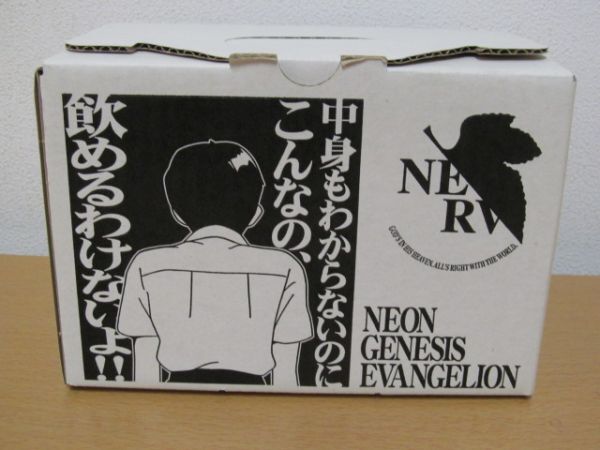 中身もわからないのに
こんなの、
飲めるわけないよ!!
NERV
GOD'S IN HIS HEAVEN. ALL'S RIGHT WITH THE WORLD.
NEON
GENESIS
EVANGELION